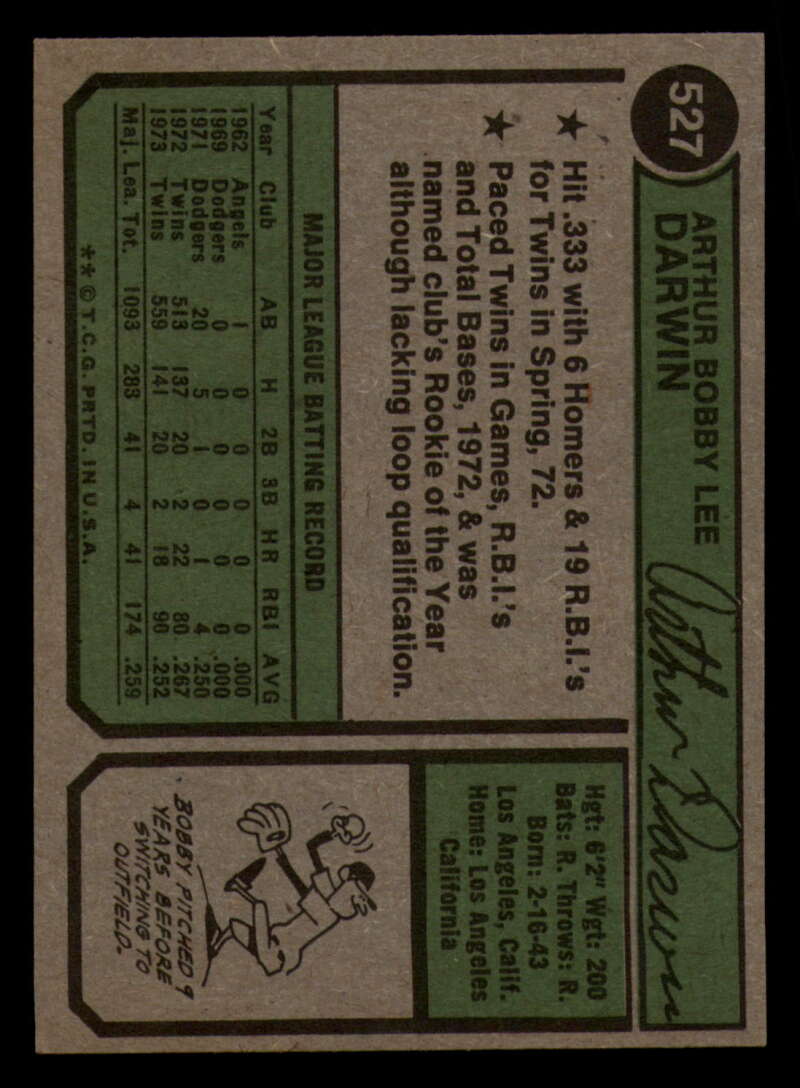 527
ARTHUR BOBBY LEE
DARWIN
Arthur Darwin
★ Hit .333 with 6 Homers & 19 R.B.I.'s
for Twins in Spring, 72.
★ Paced Twins in Games, R.B.I.'s
and Total Bases, 1972, & was
named club's Rookie of the Year
although lacking loop qualification.
MAJOR LEAGUE BATTING RECORD
Year Club AB H 2B 3B HR RBI AVG
1962 Angels 1 0 0 0 0 0 .000
1969 Dodgers 0 0 0 0 0 0 .000
1971 Dodgers 20 5 1 0 1 4 .250
1972 Twins 513 137 20 2 22 80 .267
1973 Twins 559 141 20 2 18 90 .252
Maj. Lea. Tot. 1093 283 41 4 41 174 .259
**© T.C.G. PRTD. IN U.S.A.
Hgt: 6'2" Wgt: 200
Bats: R. Throws: R.
Born: 2-16-43
Los Angeles, Calif.
Home: Los Angeles
California
BOBBY PITCHED 9
YEARS BEFORE
SWITCHING TO
OUTFIELD.